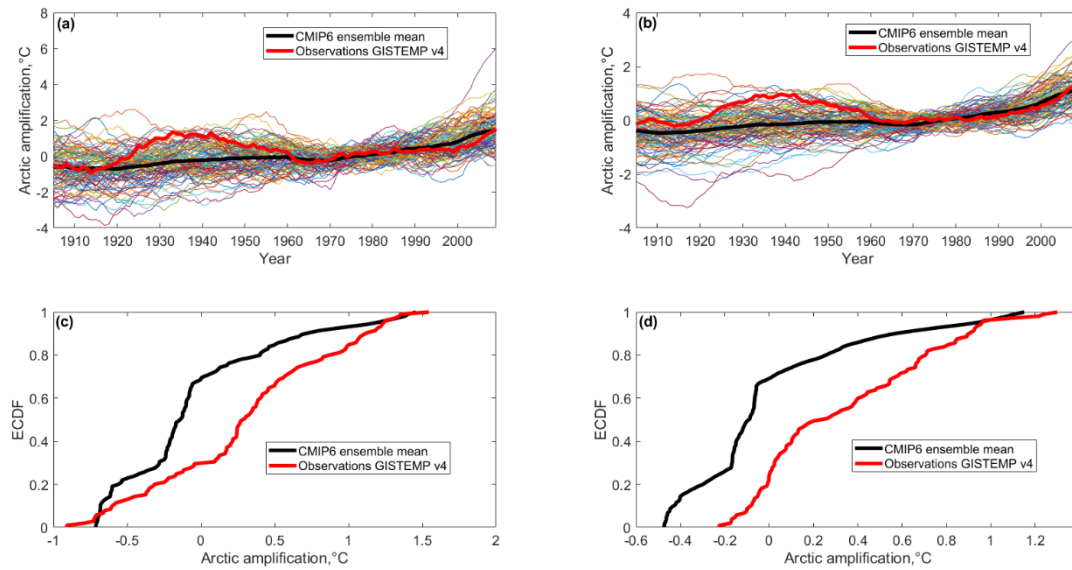 (a)
CMIP6 ensemble mean
Observations GISTEMP v4
Arctic amplification,°C
8
6
4
2
0
-2
-4
1910 1920 1930 1940 1950 1960 1970 1980 1990 2000
Year
(b)
CMIP6 ensemble mean
Observations GISTEMP v4
Arctic amplification,°C
4
2
0
-2
-4
1910 1920 1930 1940 1950 1960 1970 1980 1990 2000
Year
(c)
CMIP6 ensemble mean
Observations GISTEMP v4
ECDF
1
0.8
0.6
0.4
0.2
0
-1 -0.5 0 0.5 1 1.5 2
Arctic amplification,°C
(d)
CMIP6 ensemble mean
Observations GISTEMP v4
ECDF
1
0.8
0.6
0.4
0.2
0
-0.6 -0.4 -0.2 0 0.2 0.4 0.6 0.8 1 1.2
Arctic amplification,°C